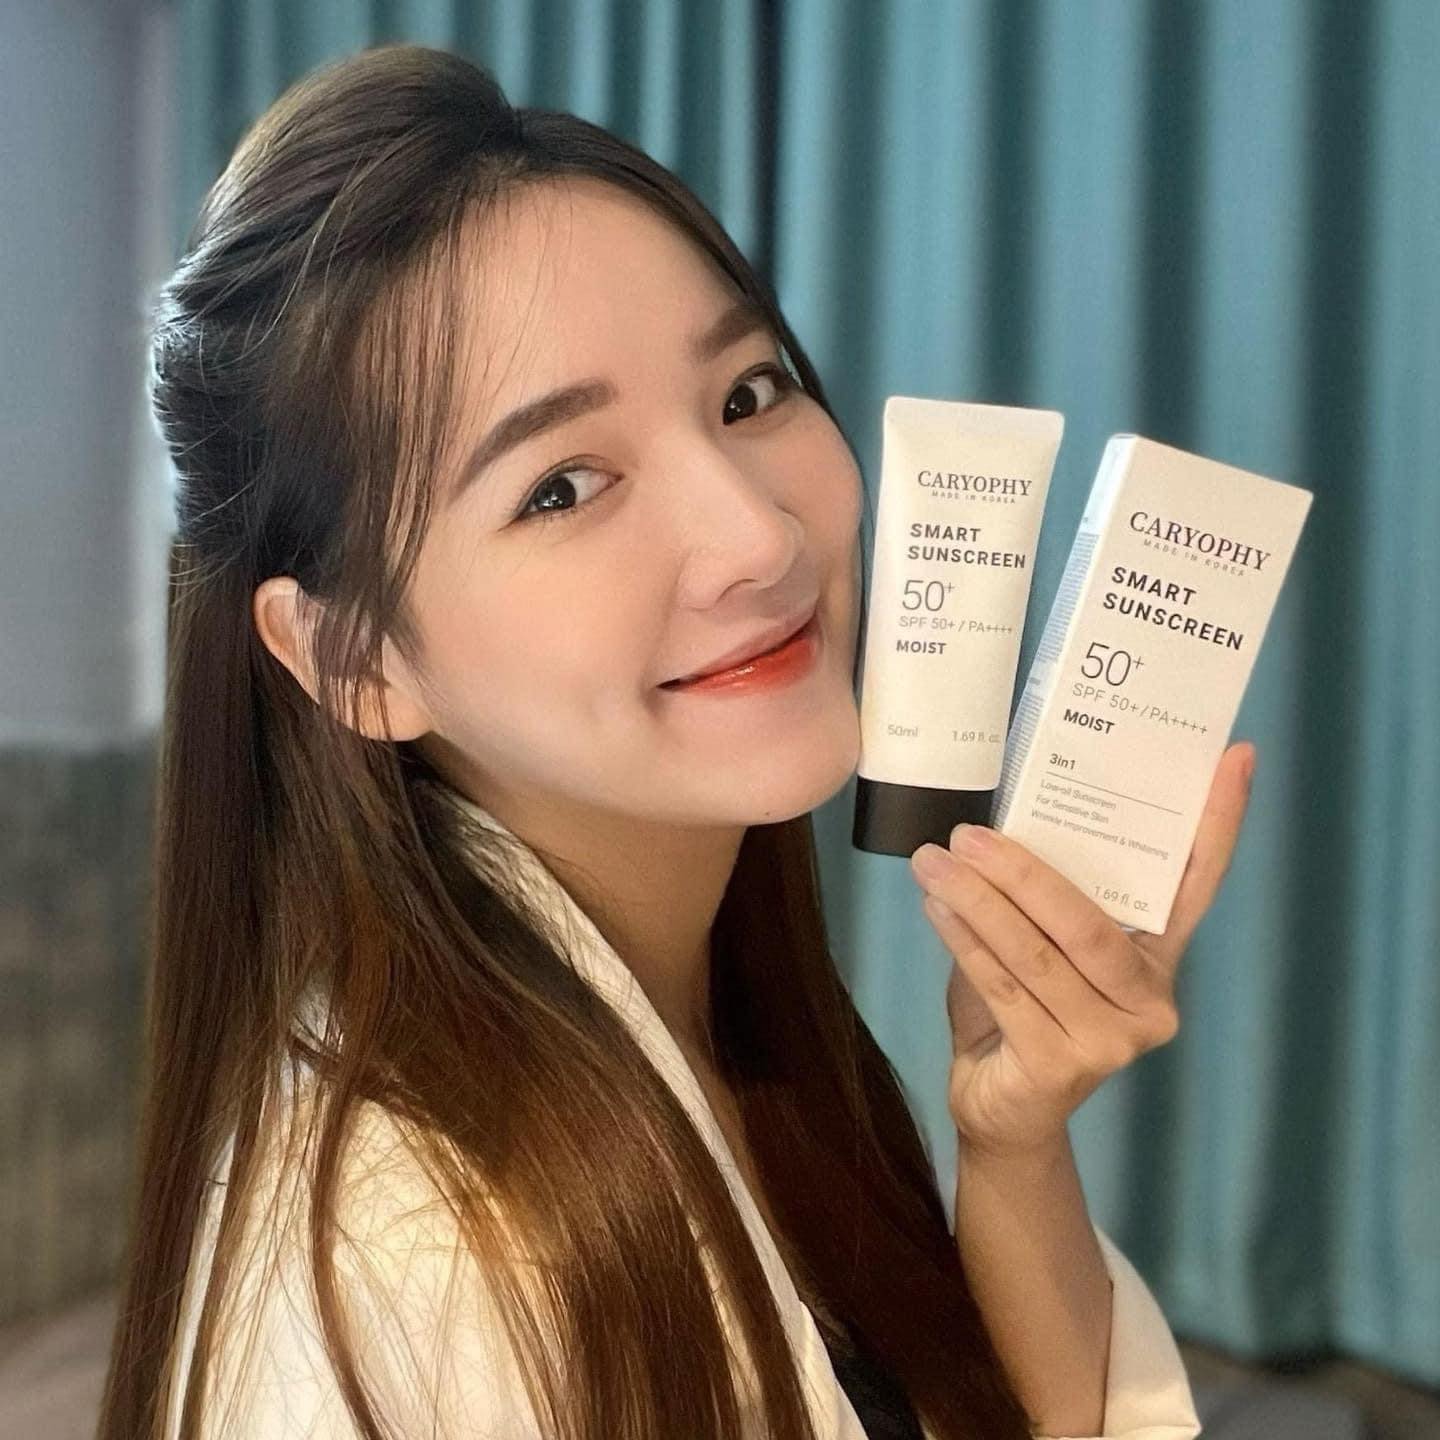 CARYOPHY
MADE IN KOREA
SMART
SUNSCREEN
50+
SPF 50+ / PA++++
MOIST
50ml 1.69 fl. oz.
CARYOPHY
MADE IN KOREA
SMART
SUNSCREEN
50+
SPF 50+/PA++++
MOIST
3in1
Low-oil Sunscreen
For Sensitive Skin
Wrinkle Improvement & Whitening
1.69 fl. oz.